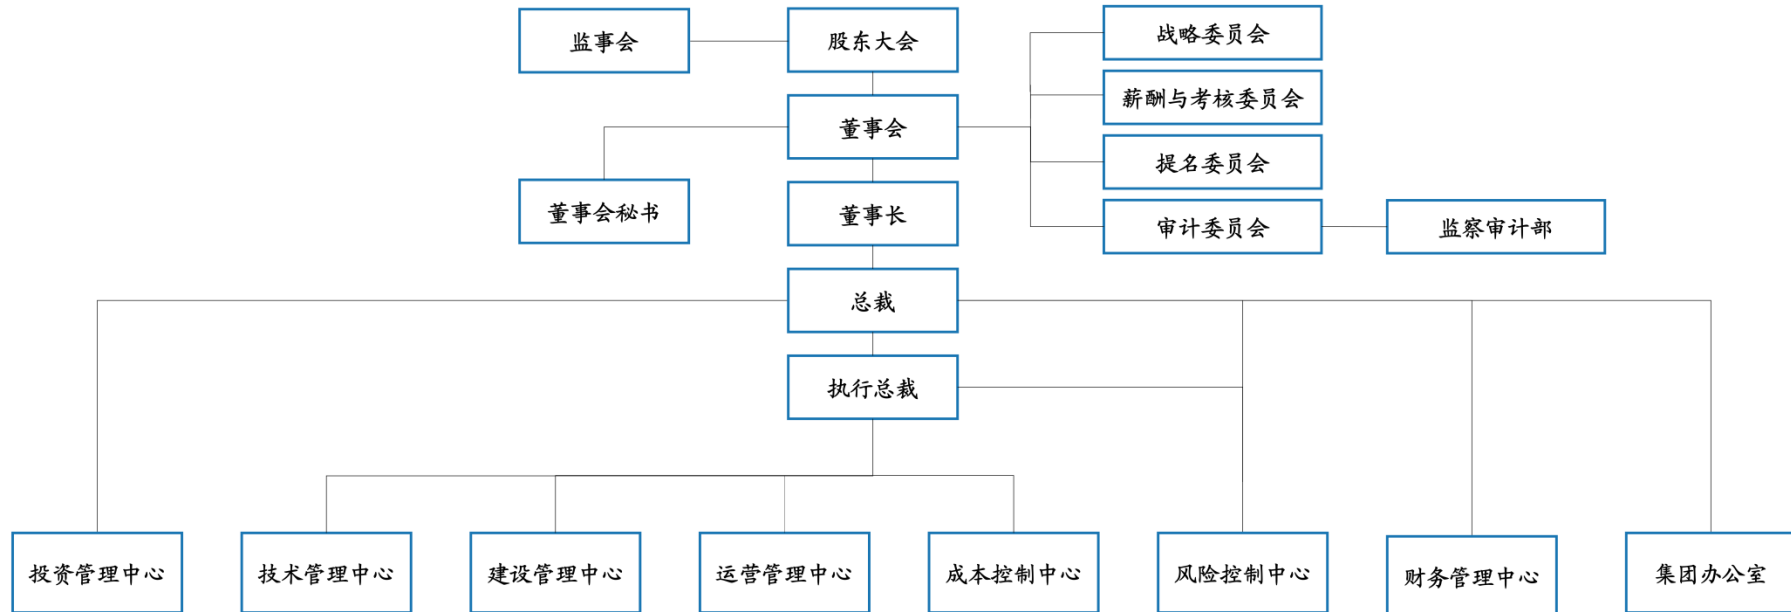 监事会
股东大会
战略委员会
薪酬与考核委员会
董事会
提名委员会
董事会秘书
董事长
审计委员会
监察审计部
总裁
执行总裁
投资管理中心
技术管理中心
建设管理中心
运营管理中心
成本控制中心
风险控制中心
财务管理中心
集团办公室